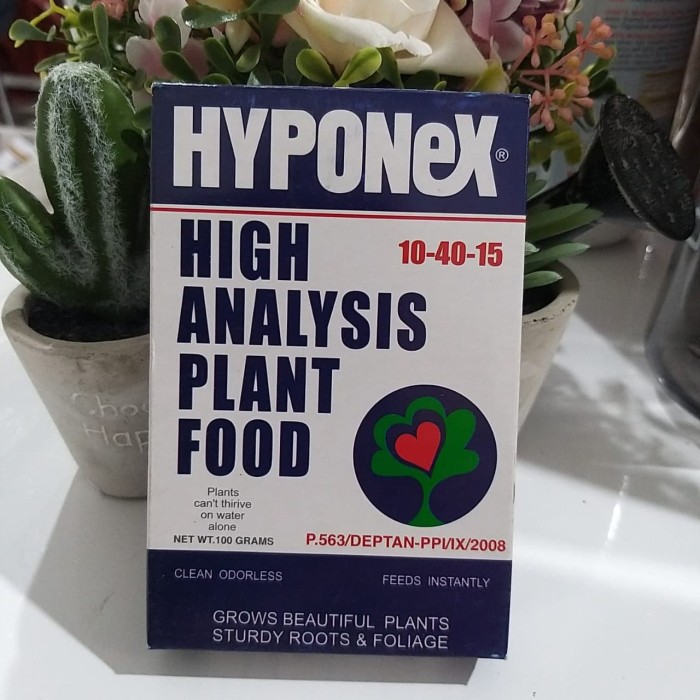 HYPONeX®
HIGH
ANALYSIS
PLANT
FOOD
10-40-15
Plants
can't thirive
on water
alone
NET WT.100 GRAMS
P.563/DEPTAN-PPI/IX/2008
CLEAN ODORLESS
FEEDS INSTANTLY
GROWS BEAUTIFUL PLANTS
STURDY ROOTS & FOLIAGE